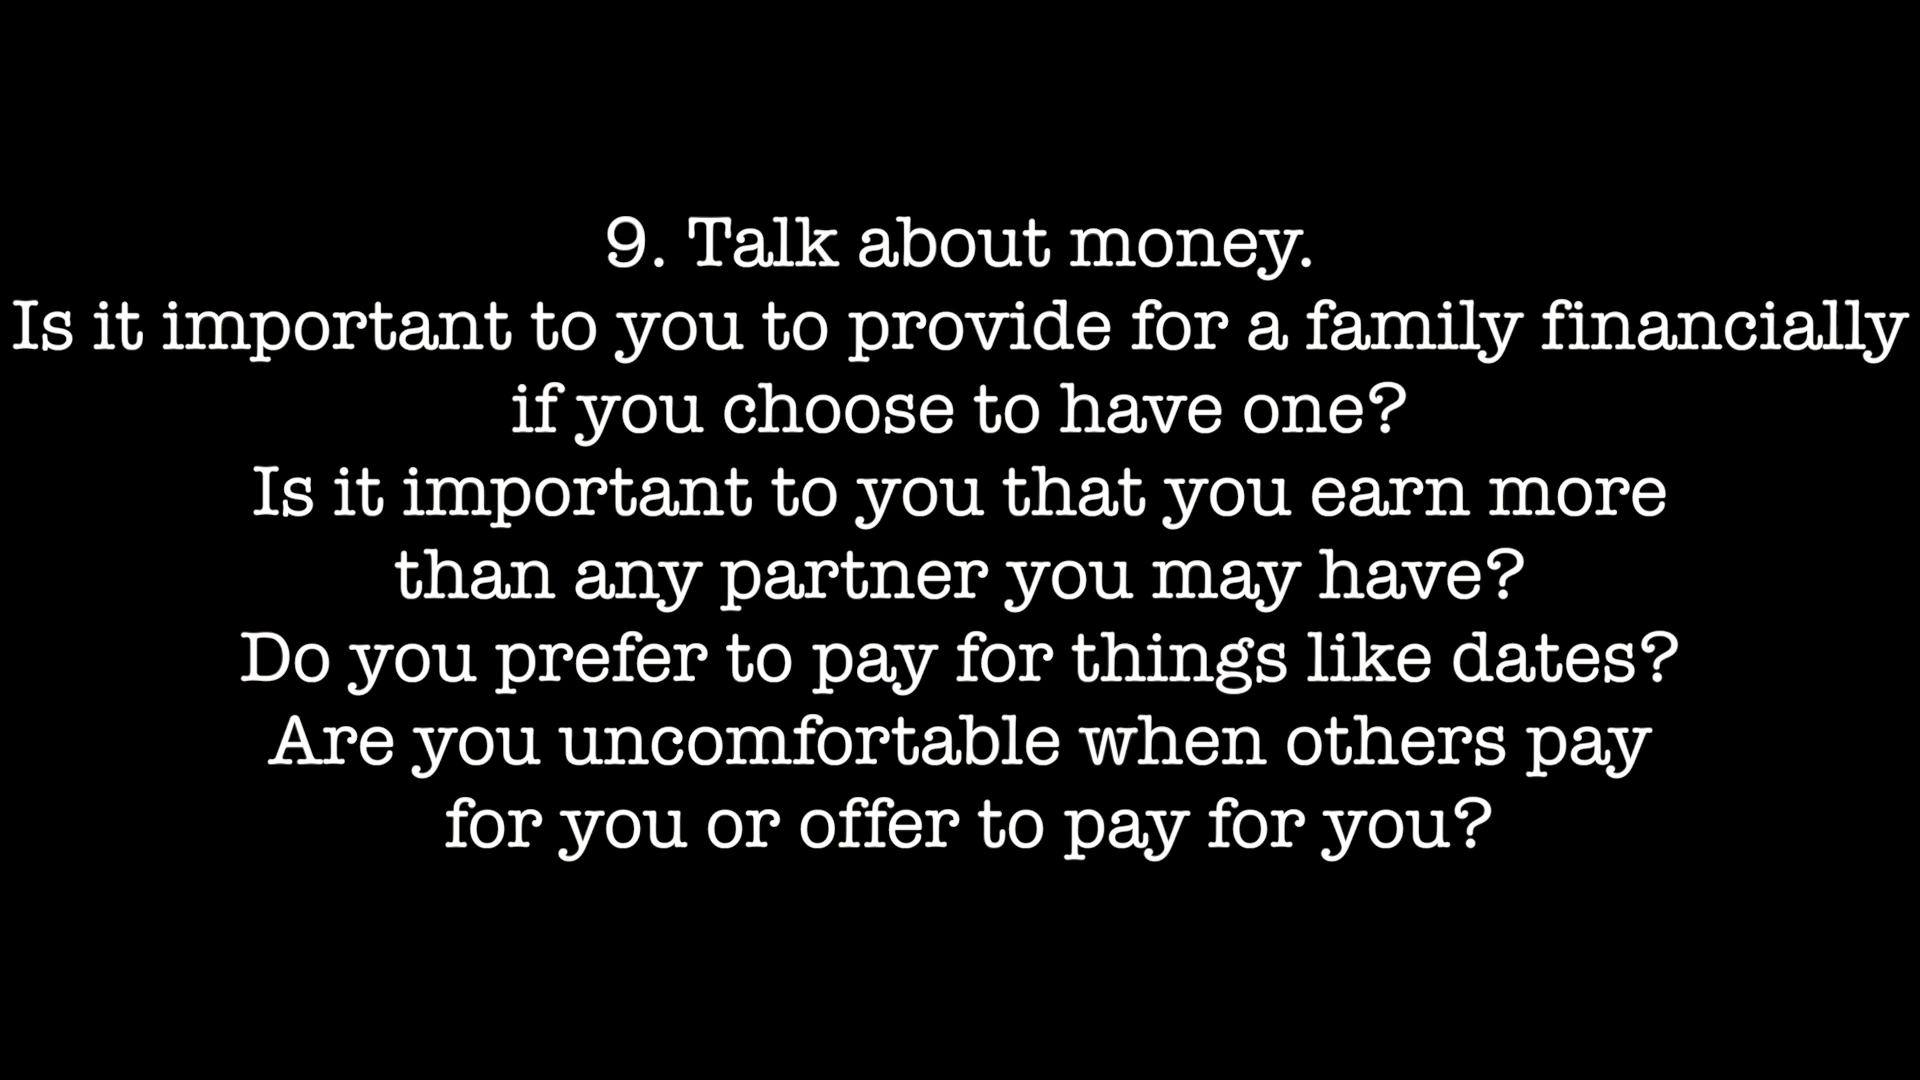 9. Talk about money.
Is it important to you to provide for a family financially
if you choose to have one?
Is it important to you that you earn more
than any partner you may have?
Do you prefer to pay for things like dates?
Are you uncomfortable when others pay
for you or offer to pay for you?